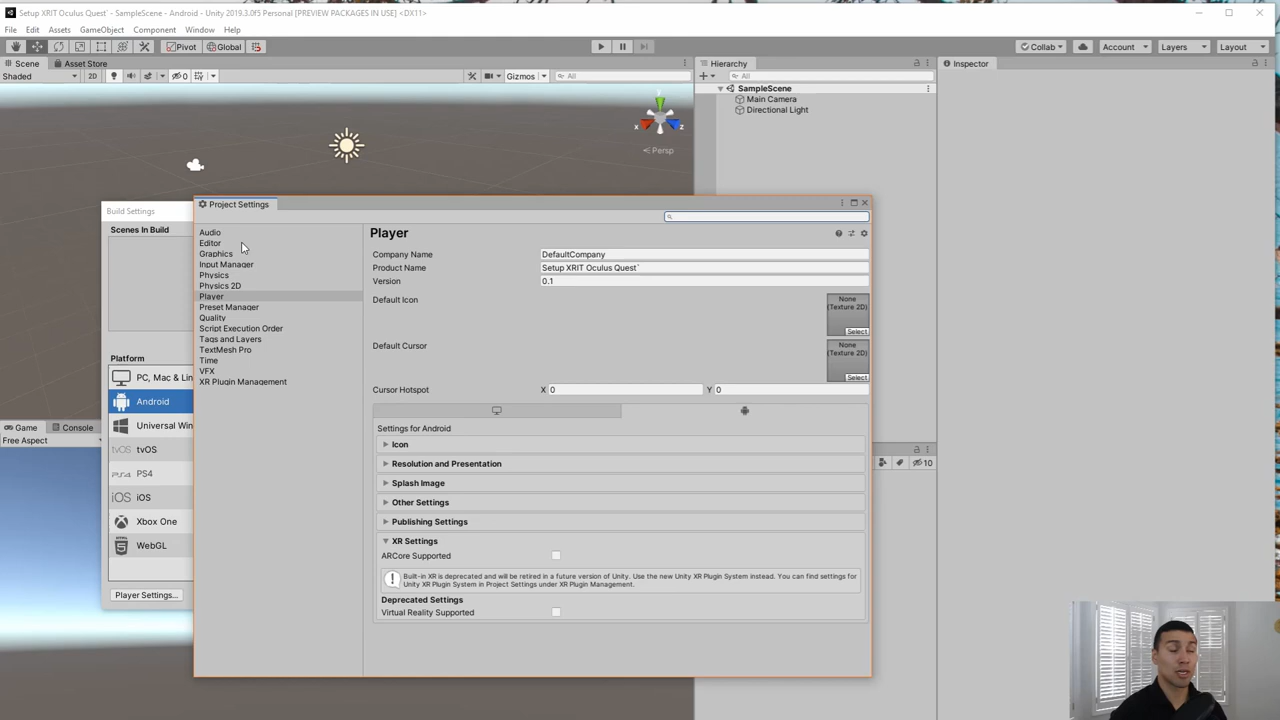 Setup XRIT Oculus Quest` - SampleScene - Android - Unity 2019.3.0f5 Personal [PREVIEW PACKAGES IN USE] <DX11>
File Edit Assets GameObject Component Window Help
Pivot Global Collab Account Layers Layout
Scene Asset Store Hierarchy Inspector
Shaded 2D 0 Gizmos All All
SampleScene
Main Camera
Directional Light
x z
Persp
Build Settings
Scenes In Build
Platform
PC, Mac & Lin
Android
Universal Win
tvOS
tvOS
PS4
iOS
iOS
Xbox One
WebGL
Player Settings...
Game Console
Free Aspect
10
Project Settings
Audio
Editor
Graphics
Input Manager
Physics
Physics 2D
Player
Preset Manager
Quality
Script Execution Order
Tags and Layers
TextMesh Pro
Time
VFX
XR Plugin Management
Player
Company Name DefaultCompany
Product Name Setup XRIT Oculus Quest`
Version 0.1
Default Icon None
(Texture 2D)
Select
Default Cursor None
(Texture 2D)
Select
Cursor Hotspot X 0 Y 0
Settings for Android
Icon
Resolution and Presentation
Splash Image
Other Settings
Publishing Settings
XR Settings
ARCore Supported
Built-in XR is deprecated and will be retired in a future version of Unity. Use the new Unity XR Plugin System instead. You can find settings for
Unity XR Plugin System in Project Settings under XR Plugin Management.
Deprecated Settings
Virtual Reality Supported